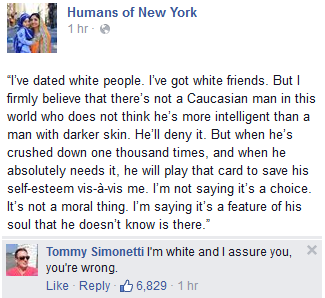 Humans of New York
1 hr ·
“I’ve dated white people. I’ve got white friends. But I
firmly believe that there’s not a Caucasian man in this
world who does not think he’s more intelligent than a
man with darker skin. He’ll deny it. But when he’s
crushed down one thousand times, and when he
absolutely needs it, he will play that card to save his
self-esteem vis-à-vis me. I’m not saying it’s a choice.
It’s not a moral thing. I’m saying it’s a feature of his
soul that he doesn’t know is there.”
Tommy Simonetti I'm white and I assure you,
you're wrong.
Like · Reply · 6,829 · 1 hr